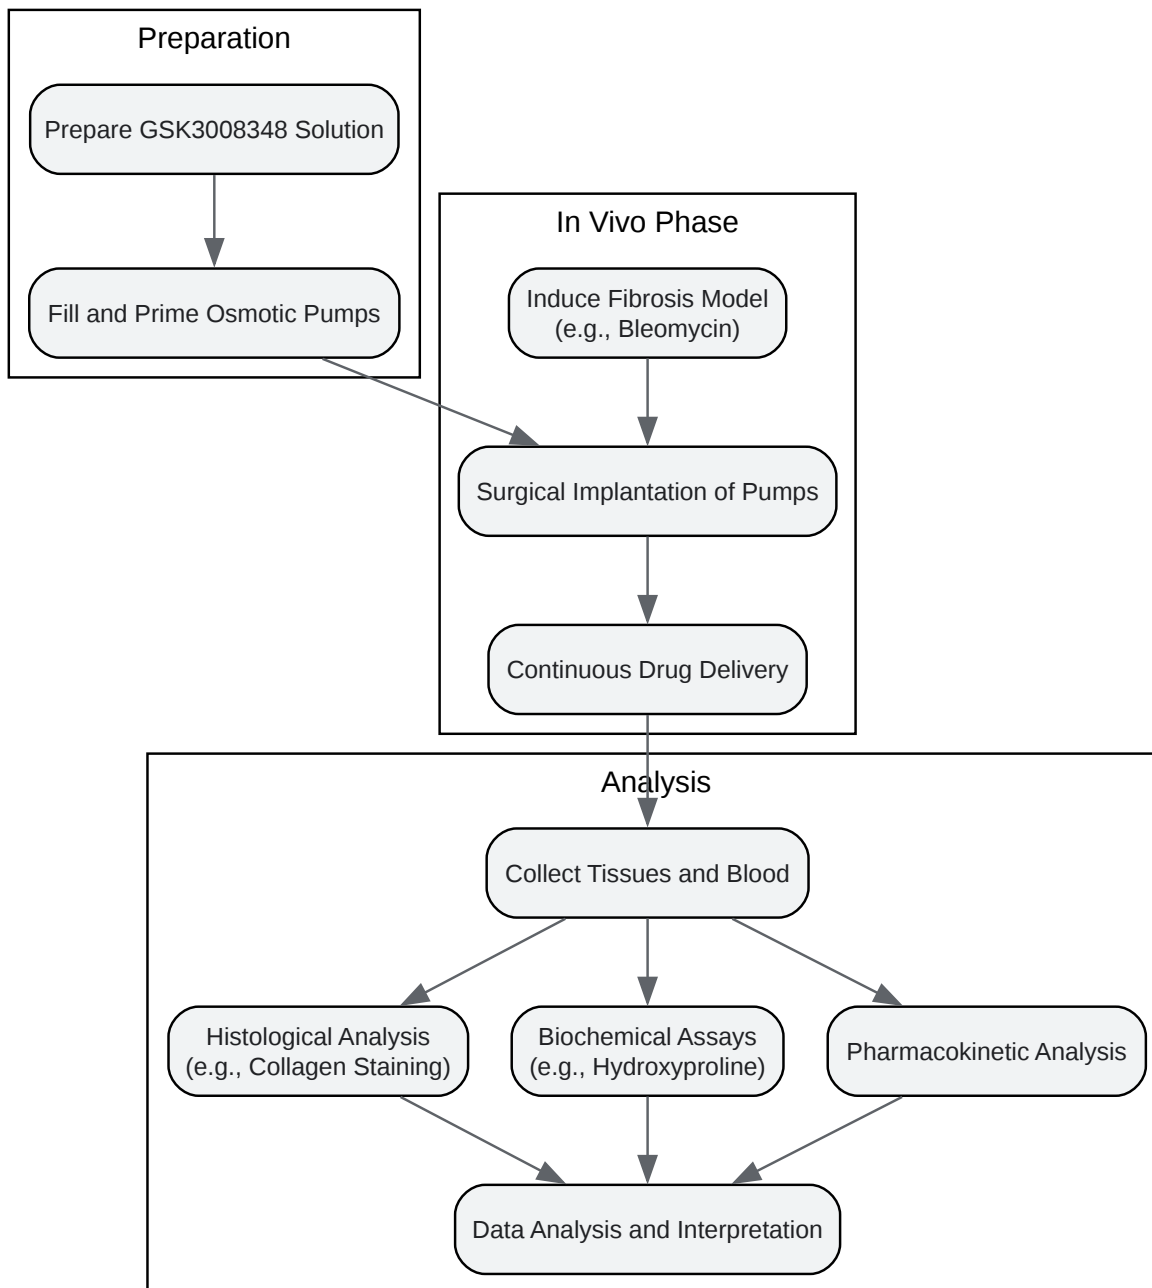 Preparation
Prepare GSK3008348 Solution
Fill and Prime Osmotic Pumps
In Vivo Phase
Induce Fibrosis Model
(e.g., Bleomycin)
Surgical Implantation of Pumps
Continuous Drug Delivery
Analysis
Collect Tissues and Blood
Histological Analysis
(e.g., Collagen Staining)
Biochemical Assays
(e.g., Hydroxyproline)
Pharmacokinetic Analysis
Data Analysis and Interpretation